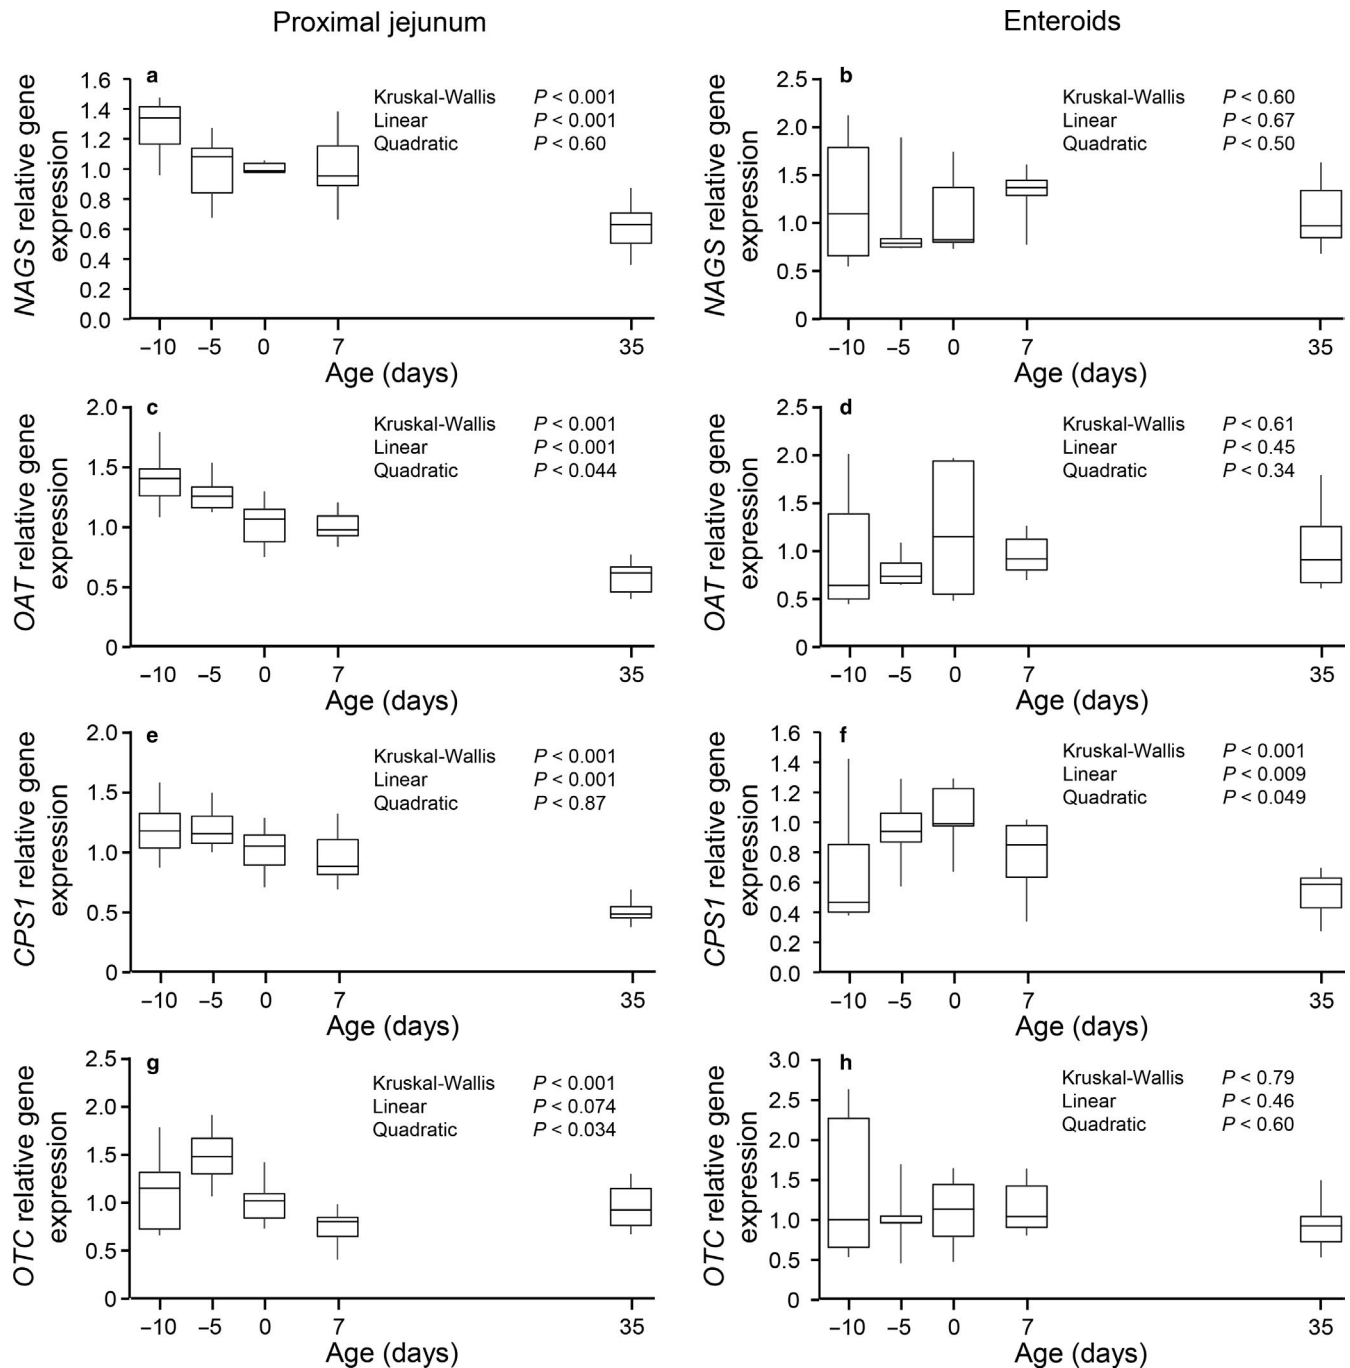 Proximal jejunum
Enteroids
a
NAGS relative gene
expression
1.6
1.4
1.2
1.0
0.8
0.6
0.4
0.2
0.0
Kruskal-Wallis P < 0.001
Linear P < 0.001
Quadratic P < 0.60
−10 −5 0 7 35
Age (days)
b
NAGS relative gene
expression
2.5
2.0
1.5
1.0
0.5
0
Kruskal-Wallis P < 0.60
Linear P < 0.67
Quadratic P < 0.50
−10 −5 0 7 35
Age (days)
c
OAT relative gene
expression
2.0
1.5
1.0
0.5
0
Kruskal-Wallis P < 0.001
Linear P < 0.001
Quadratic P < 0.044
−10 −5 0 7 35
Age (days)
d
OAT relative gene
expression
2.5
2.0
1.5
1.0
0.5
0
Kruskal-Wallis P < 0.61
Linear P < 0.45
Quadratic P < 0.34
−10 −5 0 7 35
Age (days)
e
CPS1 relative gene
expression
2.0
1.5
1.0
0.5
0
Kruskal-Wallis P < 0.001
Linear P < 0.001
Quadratic P < 0.87
−10 −5 0 7 35
Age (days)
f
CPS1 relative gene
expression
1.6
1.4
1.2
1.0
0.8
0.6
0.4
0.2
0.0
Kruskal-Wallis P < 0.001
Linear P < 0.009
Quadratic P < 0.049
−10 −5 0 7 35
Age (days)
g
OTC relative gene
expression
2.5
2.0
1.5
1.0
0.5
0
Kruskal-Wallis P < 0.001
Linear P < 0.074
Quadratic P < 0.034
−10 −5 0 7 35
Age (days)
h
OTC relative gene
expression
3.0
2.5
2.0
1.5
1.0
0.5
0
Kruskal-Wallis P < 0.79
Linear P < 0.46
Quadratic P < 0.60
−10 −5 0 7 35
Age (days)